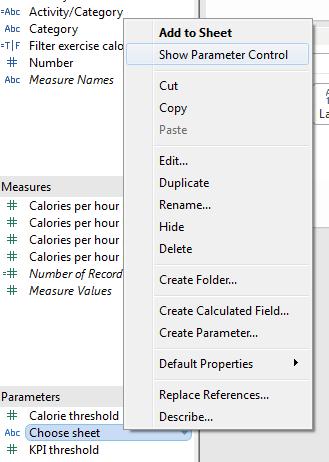 =Abc Activity/Category
Abc Category
=T|F Filter exercise calo
# Number
Abc Measure Names
Measures
# Calories per hour
# Calories per hour
# Calories per hour
# Calories per hour
=# Number of Record
# Measure Values
Parameters
# Calorie threshold
Abc Choose sheet
# KPI threshold
Add to Sheet
Show Parameter Control
Cut
Copy
Paste
Edit...
Duplicate
Rename...
Hide
Delete
Create Folder...
Create Calculated Field...
Create Parameter...
Default Properties
Replace References...
Describe...
La